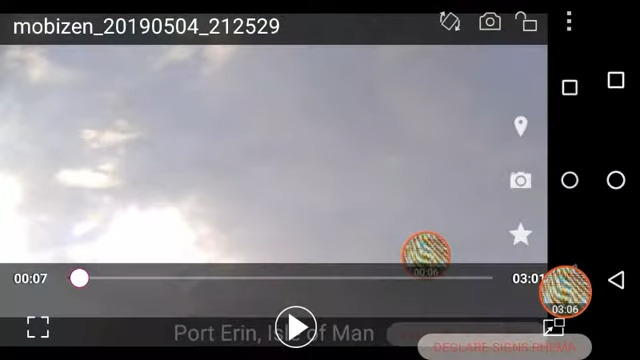 mobizen_20190504_212529
00:06
00:07
03:01
03:06
Port Erin, Isle of Man
DECLARE SIGNS RHEMA